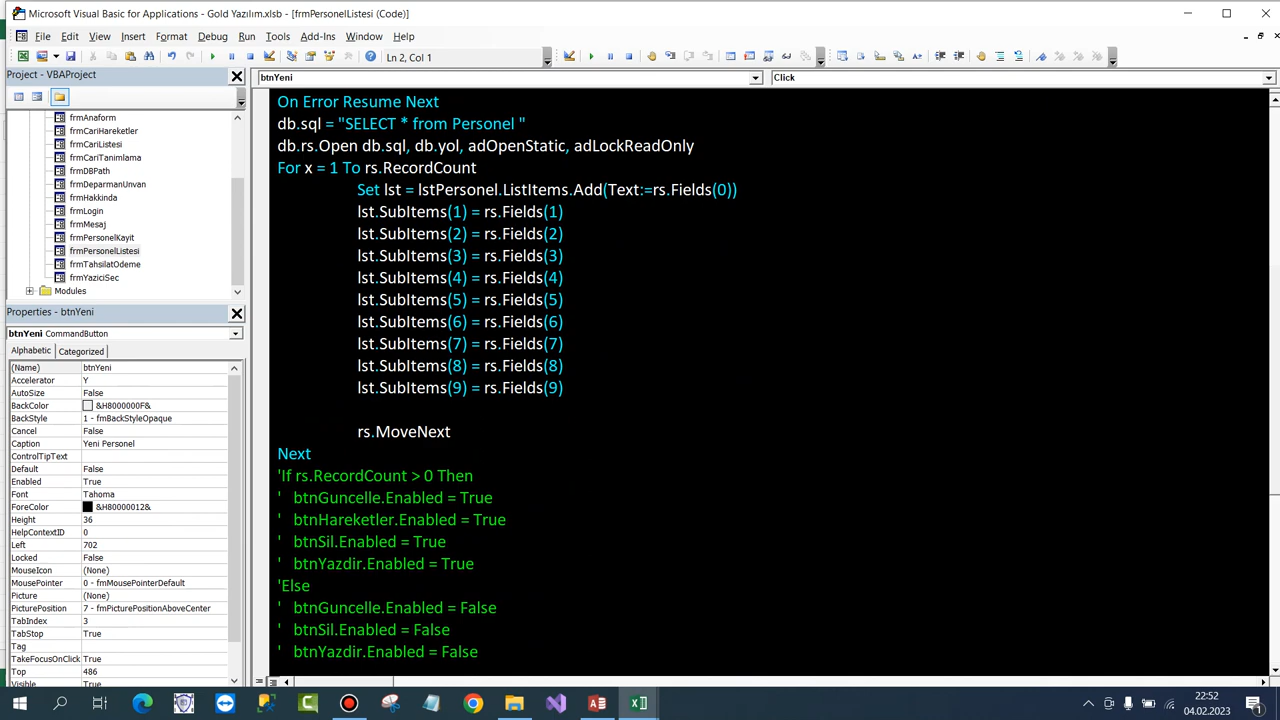 Microsoft Visual Basic for Applications - Gold Yazılım.xlsb - [frmPersonelListesi (Code)]
File Edit View Insert Format Debug Run Tools Add-Ins Window Help
Ln 2, Col 1
Project - VBAProject
frmAnaform
frmCariHareketler
frmCariListesi
frmCariTanimlama
frmDBPath
frmDeparmanUnvan
frmHakkinda
frmLogin
frmMesaj
frmPersonelKayit
frmPersonelListesi
frmTahsilatOdeme
frmYaziciSec
Modules
Properties - btnYeni
btnYeni CommandButton
Alphabetic Categorized
(Name) btnYeni
Accelerator Y
AutoSize False
BackColor &H8000000F&
BackStyle 1 - fmBackStyleOpaque
Cancel False
Caption Yeni Personel
ControlTipText
Default False
Enabled True
Font Tahoma
ForeColor &H80000012&
Height 36
HelpContextID 0
Left 702
Locked False
MouseIcon (None)
MousePointer 0 - fmMousePointerDefault
Picture (None)
PicturePosition 7 - fmPicturePositionAboveCenter
TabIndex 3
TabStop True
Tag
TakeFocusOnClick True
Top 486
Visible True
btnYeni Click
On Error Resume Next
db.sql = "SELECT * from Personel "
db.rs.Open db.sql, db.yol, adOpenStatic, adLockReadOnly
For x = 1 To rs.RecordCount
Set lst = lstPersonel.ListItems.Add(Text:=rs.Fields(0))
lst.SubItems(1) = rs.Fields(1)
lst.SubItems(2) = rs.Fields(2)
lst.SubItems(3) = rs.Fields(3)
lst.SubItems(4) = rs.Fields(4)
lst.SubItems(5) = rs.Fields(5)
lst.SubItems(6) = rs.Fields(6)
lst.SubItems(7) = rs.Fields(7)
lst.SubItems(8) = rs.Fields(8)
lst.SubItems(9) = rs.Fields(9)
rs.MoveNext
Next
'If rs.RecordCount > 0 Then
' btnGuncelle.Enabled = True
' btnHareketler.Enabled = True
' btnSil.Enabled = True
' btnYazdir.Enabled = True
'Else
' btnGuncelle.Enabled = False
' btnSil.Enabled = False
' btnYazdir.Enabled = False
22:52
04.02.2023